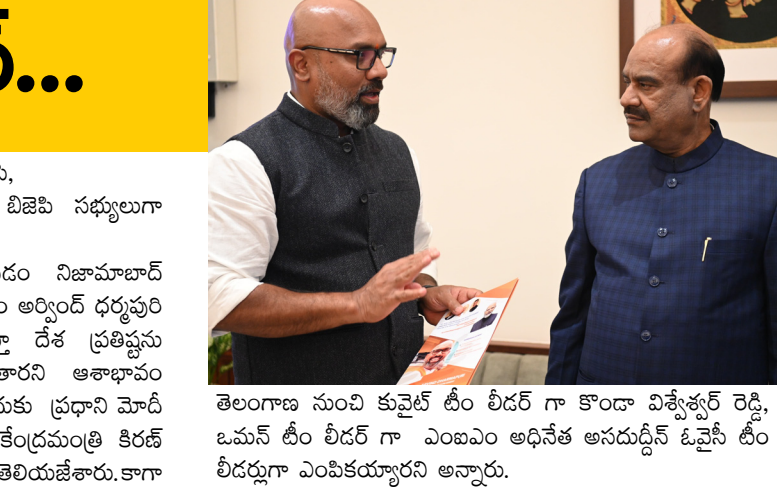 బిజెపి సభ్యులుగా
నిజామాబాద్
అర్వింద్ ధర్మపురి
దేశ ప్రతిష్టను
ఆశాభావం
ప్రధాని మోదీ
కేంద్రమంత్రి కిరణ్
తెలియజేశారు.కాగా
తెలంగాణ నుంచి కువైట్ టీం లీడర్ గా కొండా విశ్వేశ్వర్ రెడ్డి,
ఒమన్ టీం లీడర్ గా ఎంఐఎం అధినేత అసదుద్దీన్ ఓవైసీ టీం
లీడర్లుగా ఎంపికయ్యారని అన్నారు.